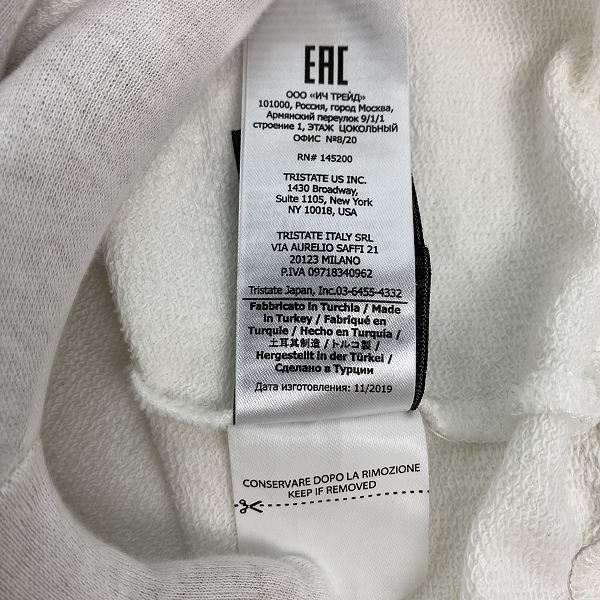 EAC
ООО «ИЧ ТРЕЙД»
101000, Россия, город Москва,
Армянский переулок 9/1/1
строение 1, ЭТАЖ ЦОКОЛЬНЫЙ
ОФИС №8/20
RN# 145200
TRISTATE US INC.
1430 Broadway,
Suite 1105, New York
NY 10018, USA
TRISTATE ITALY SRL
VIA AURELIO SAFFI 21
20123 MILANO
P.IVA 09718340962
Tristate Japan, Inc.03-6455-4332
Fabbricato in Turchia / Made
in Turkey / Fabriqué en
Turquie / Hecho en Turquía /
土耳其制造 / トルコ製 /
Hergestellt in der Türkei /
Сделано в Турции
Дата изготовления: 11/2019
CONSERVARE DOPO LA RIMOZIONE
KEEP IF REMOVED